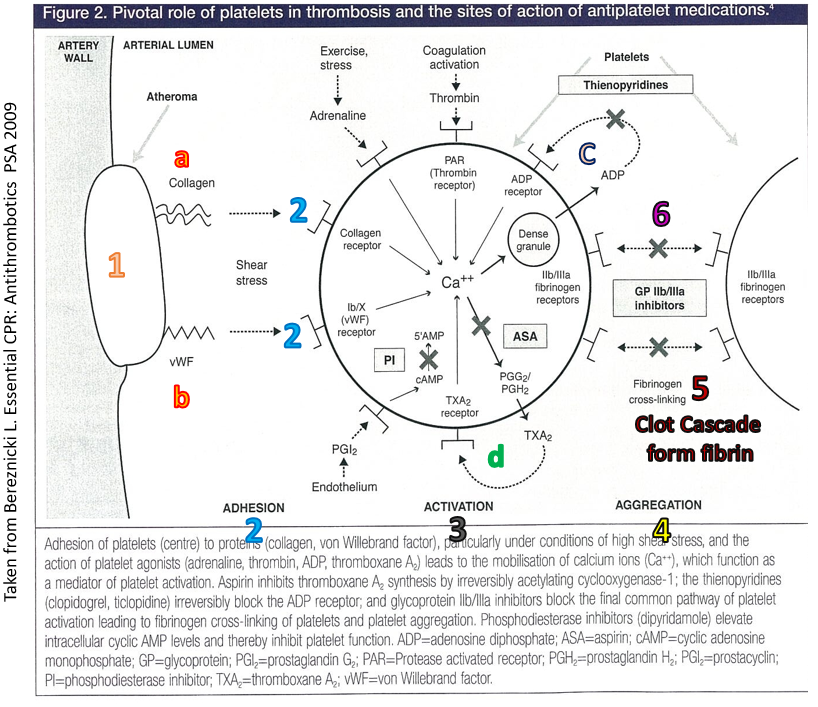 Figure 2. Pivotal role of platelets in thrombosis and the sites of action of antiplatelet medications.4
Taken from Bereznicki L. Essential CPR: Antithrombotics PSA 2009
ARTERY
WALL
ARTERIAL LUMEN
Atheroma
a
Collagen
1
2
Shear
stress
2
vWF
b
Exercise,
stress
Adrenaline
Coagulation
activation
Thrombin
Platelets
Thienopyridines
PAR
(Thrombin
receptor)
ADP
receptor
C
ADP
Collagen
receptor
Dense
granule
Ca++
IIb/IIIa
fibrinogen
receptors
6
GP IIb/IIIa
inhibitors
IIb/IIIa
fibrinogen
receptors
Ib/X
(vWF)
receptor
5'AMP
PI
cAMP
ASA
TXA2
receptor
PGG2/
PGH2
Fibrinogen
cross-linking
5
Clot Cascade
form fibrin
PGI2
Endothelium
d
TXA2
ADHESION
2
ACTIVATION
3
AGGREGATION
4
Adhesion of platelets (centre) to proteins (collagen, von Willebrand factor), particularly under conditions of high shear stress, and the
action of platelet agonists (adrenaline, thrombin, ADP, thromboxane A2) leads to the mobilisation of calcium ions (Ca++), which function as
a mediator of platelet activation. Aspirin inhibits thromboxane A2 synthesis by irreversibly acetylating cyclooxygenase-1; the thienopyridines
(clopidogrel, ticlopidine) irreversibly block the ADP receptor; and glycoprotein IIb/IIIa inhibitors block the final common pathway of platelet
activation leading to fibrinogen cross-linking of platelets and platelet aggregation. Phosphodiesterase inhibitors (dipyridamole) elevate
intracellular cyclic AMP levels and thereby inhibit platelet function. ADP=adenosine diphosphate; ASA=aspirin; cAMP=cyclic adenosine
monophosphate; GP=glycoprotein; PGI2=prostaglandin G2; PAR=Protease activated receptor; PGH2=prostaglandin H2; PGI2=prostacyclin;
PI=phosphodiesterase inhibitor; TXA2=thromboxane A2; vWF=von Willebrand factor.